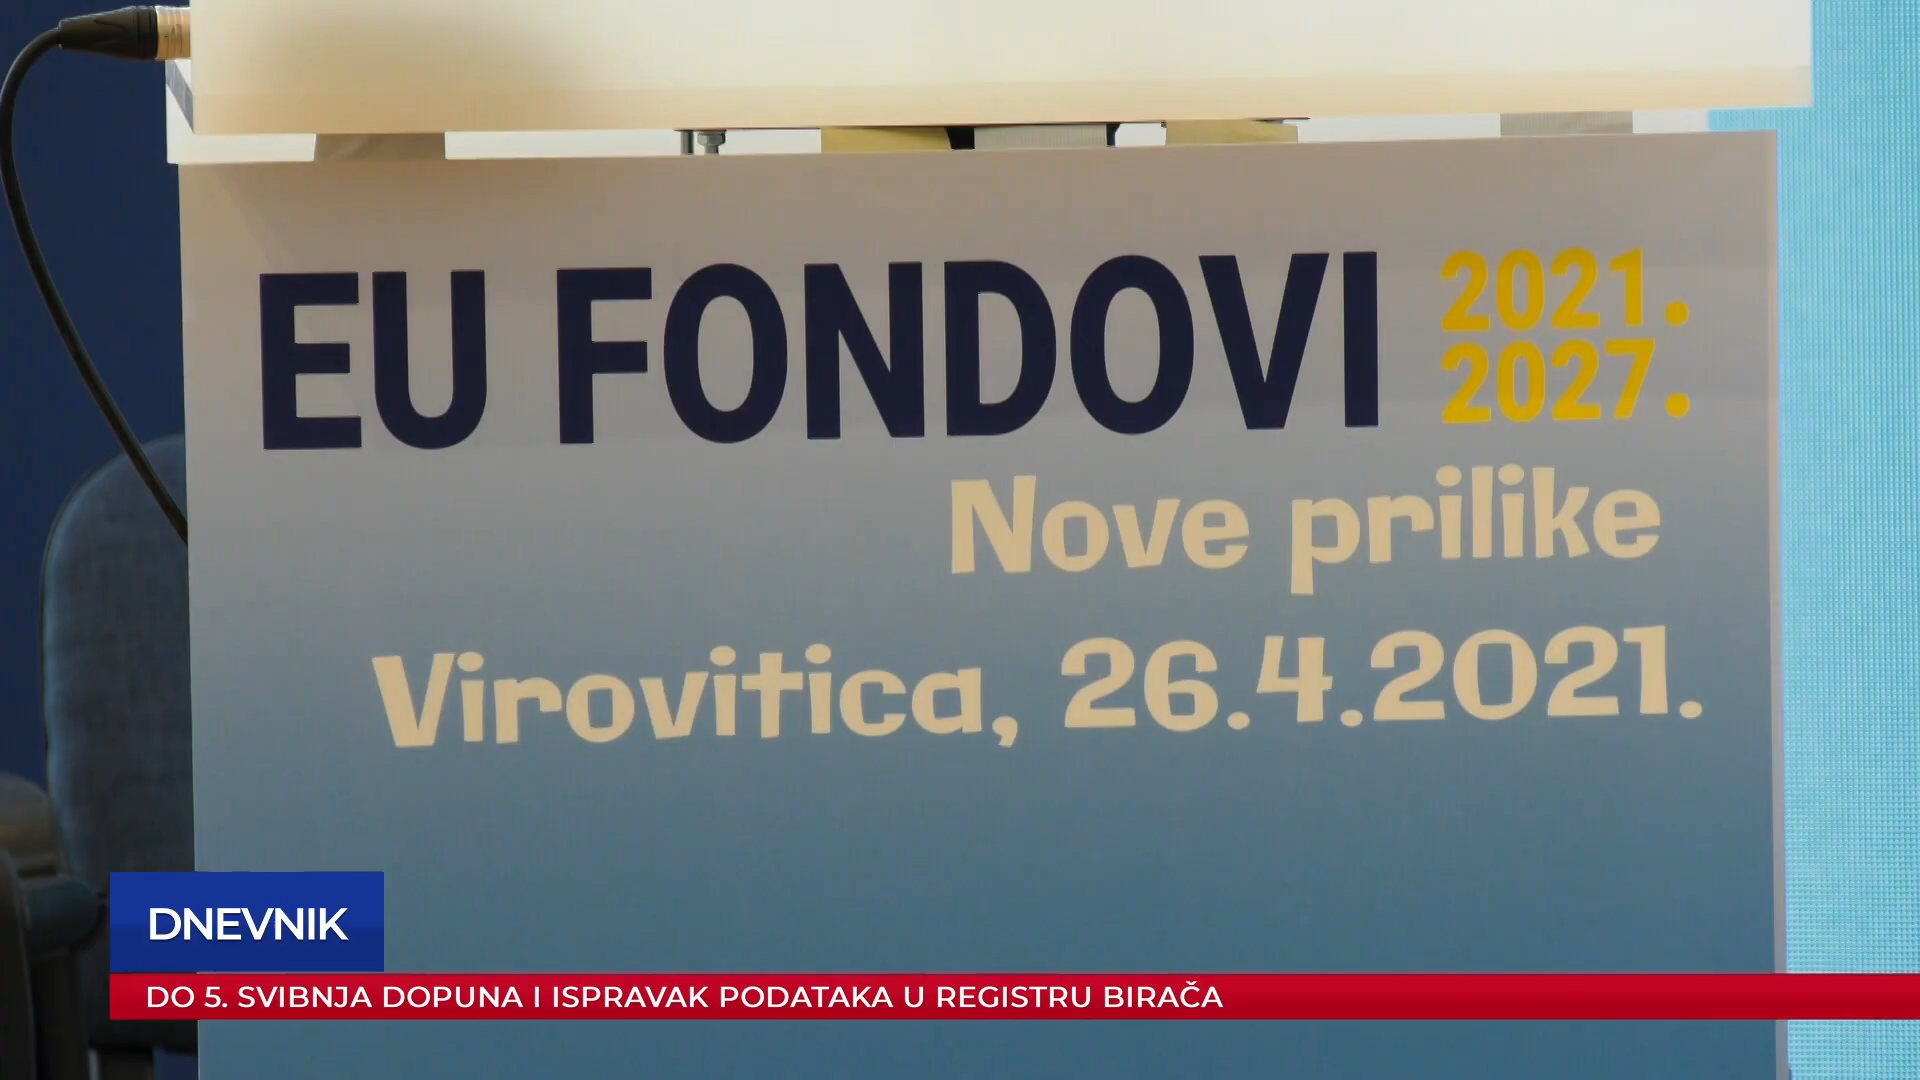 EU FONDOVI 2021.
2027.
Nove prilike
Virovitica, 26.4.2021.
DNEVNIK
DO 5. SVIBNJA DOPUNA I ISPRAVAK PODATAKA U REGISTRU BIRAČA